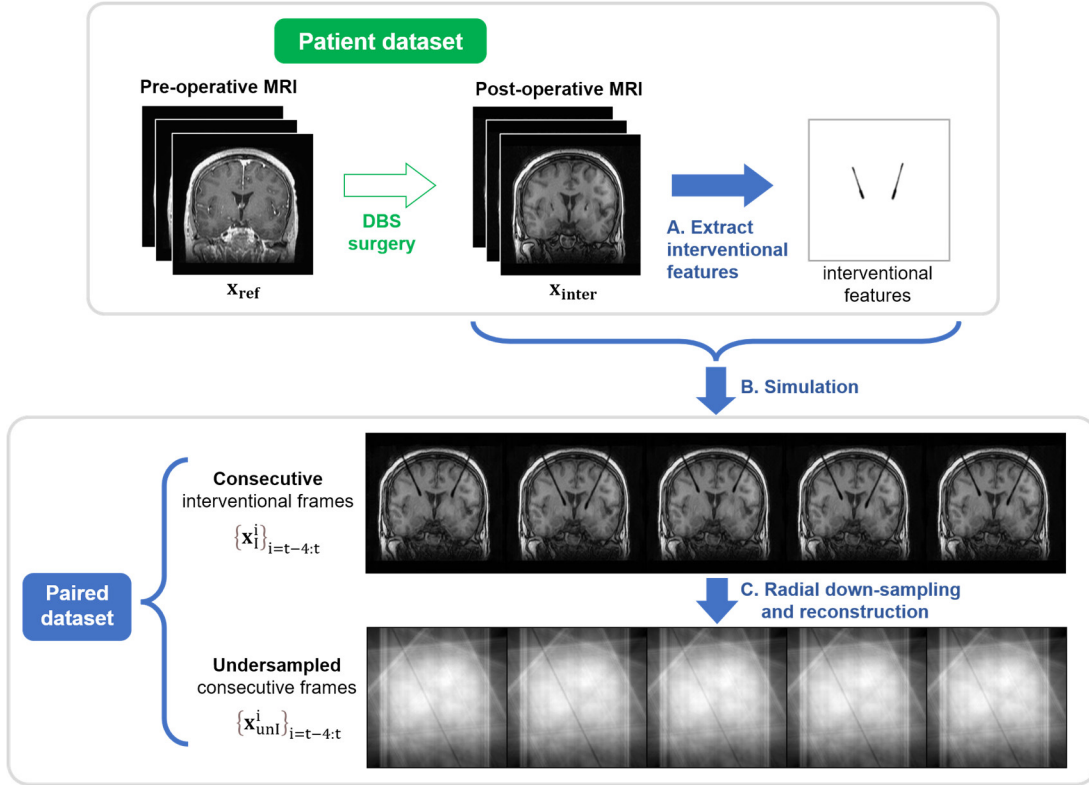 Patient dataset
Pre-operative MRI
Post-operative MRI
DBS
surgery
A. Extract
interventional
features
interventional
features
x_ref
x_inter
B. Simulation
Consecutive
interventional frames
{x_I^i}_{i=t−4:t}
C. Radial down-sampling
and reconstruction
Paired
dataset
Undersampled
consecutive frames
{x_unI^i}_{i=t−4:t}